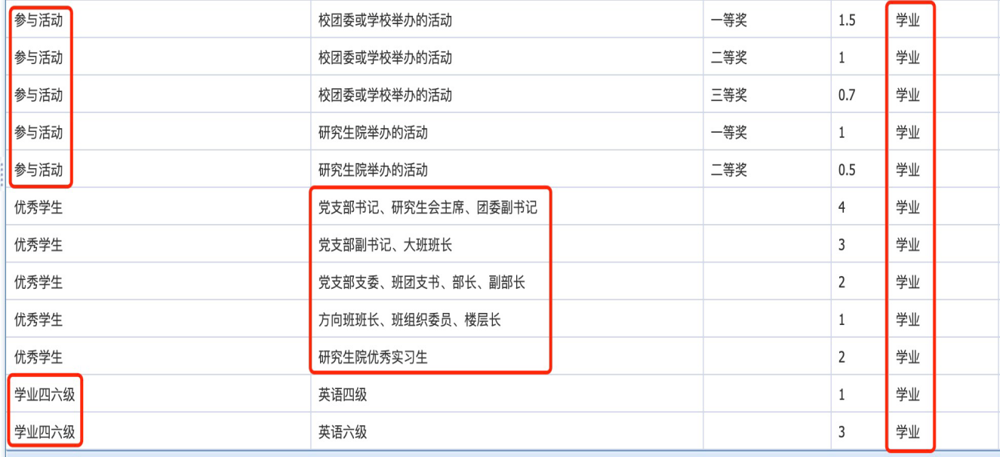 参与活动 校团委或学校举办的活动 一等奖 1.5 学业
参与活动 校团委或学校举办的活动 二等奖 1 学业
参与活动 校团委或学校举办的活动 三等奖 0.7 学业
参与活动 研究生院举办的活动 一等奖 1 学业
参与活动 研究生院举办的活动 二等奖 0.5 学业
优秀学生 党支部书记、研究生会主席、团委副书记 4 学业
优秀学生 党支部副书记、大班班长 3 学业
优秀学生 党支部支委、班团支书、部长、副部长 2 学业
优秀学生 方向班班长、班组织委员、楼层长 1 学业
优秀学生 研究生院优秀实习生 2 学业
学业四六级 英语四级 1 学业
学业四六级 英语六级 3 学业